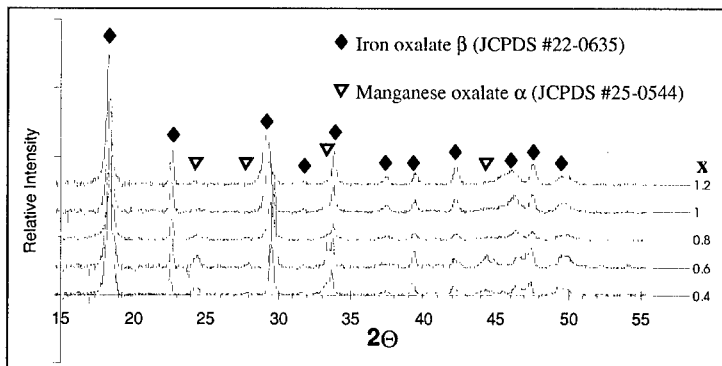 Iron oxalate β (JCPDS #22-0635)
Manganese oxalate α (JCPDS #25-0544)
Relative Intensity
X
1.2
1
0.8
0.6
0.4
15 20 25 30 35 40 45 50 55
2Θ